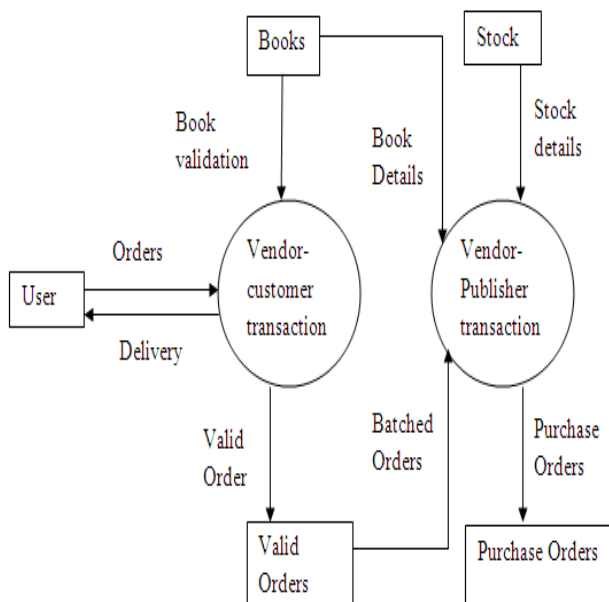 Books
Stock
Book
validation
Book
Details
Stock
details
Orders
User
Delivery
Vendor-
customer
transaction
Vendor-
Publisher
transaction
Valid
Order
Batched
Orders
Purchase
Orders
Valid
Orders
Purchase Orders